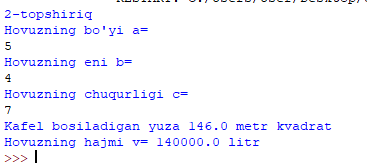 2-topshiriq
Hovuzning bo'yi a=
5
Hovuzning eni b=
4
Hovuzning chuqurligi c=
7
Kafel bosiladigan yuza 146.0 metr kvadrat
Hovuzning hajmi v= 140000.0 litr
>>>